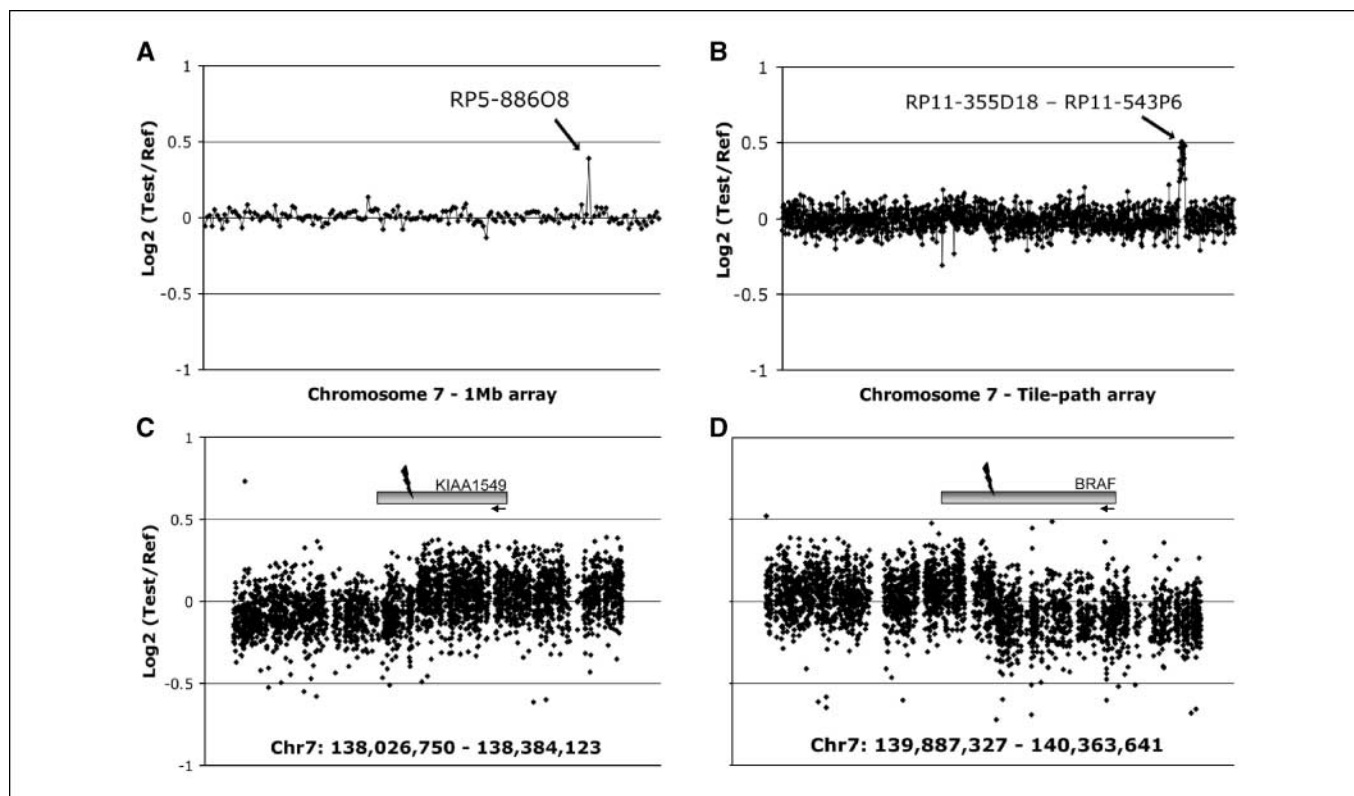 A
1
RP5-886O8
0.5
0
-0.5
-1
Log2 (Test/Ref)
Chromosome 7 - 1Mb array
B
1
RP11-355D18 – RP11-543P6
0.5
0
-0.5
-1
Log2 (Test/Ref)
Chromosome 7 - Tile-path array
C
1
KIAA1549
0.5
0
-0.5
-1
Log2 (Test/Ref)
Chr7: 138,026,750 - 138,384,123
D
BRAF
Chr7: 139,887,327 - 140,363,641